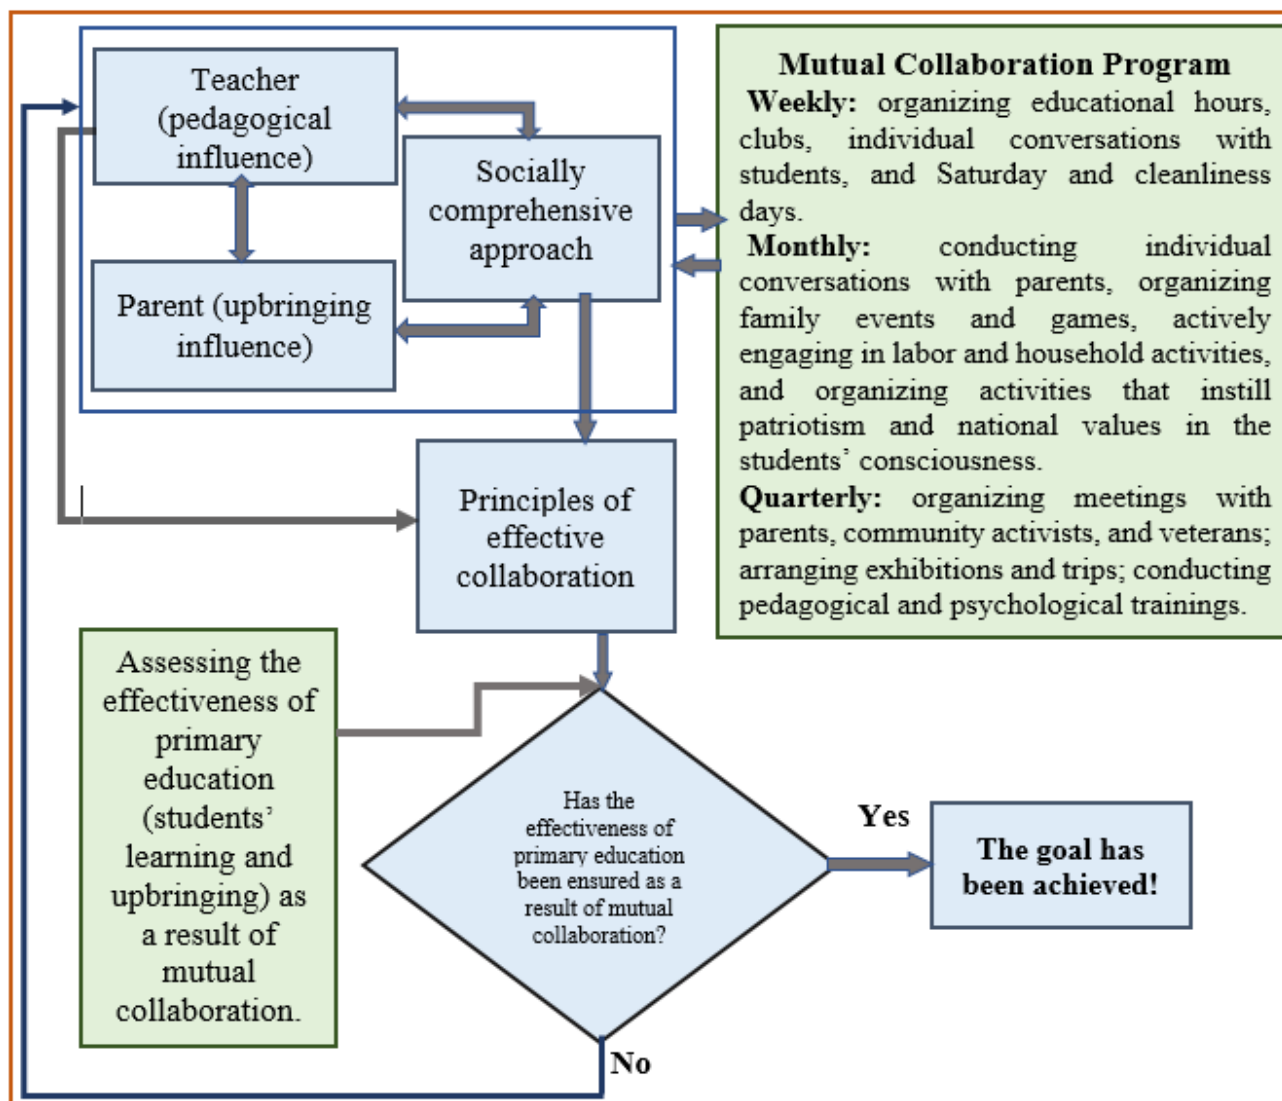 Teacher
(pedagogical
influence)
Socially
comprehensive
approach
Parent (upbringing
influence)
Mutual Collaboration Program
Weekly: organizing educational hours,
clubs, individual conversations with
students, and Saturday and cleanliness
days.
Monthly: conducting individual
conversations with parents, organizing
family events and games, actively
engaging in labor and household activities,
and organizing activities that instill
patriotism and national values in the
students’ consciousness.
Quarterly: organizing meetings with
parents, community activists, and veterans;
arranging exhibitions and trips; conducting
pedagogical and psychological trainings.
Principles of
effective
collaboration
Assessing the
effectiveness of
primary
education
(students’
learning and
upbringing) as
a result of
mutual
collaboration.
Has the
effectiveness of
primary education
been ensured as a
result of mutual
collaboration?
Yes
The goal has
been achieved!
No